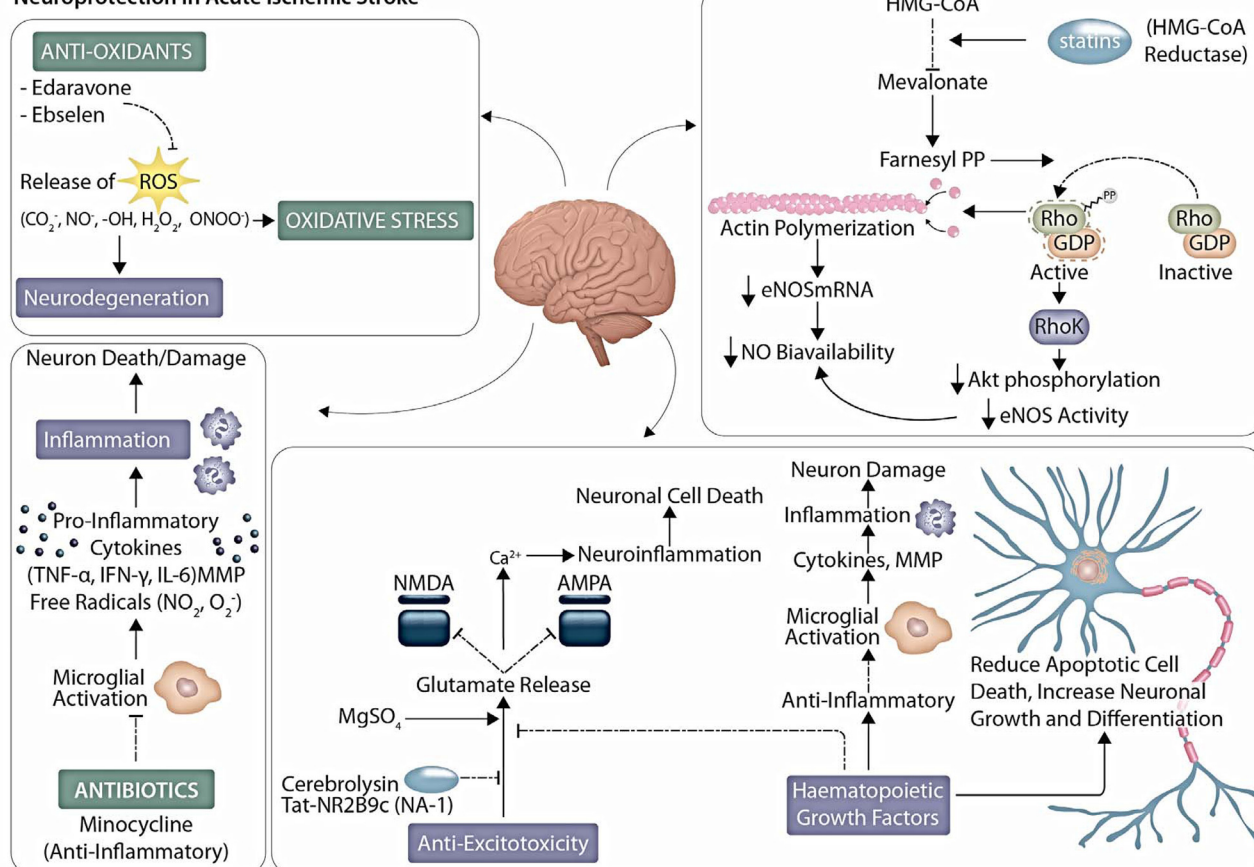 Neuroprotection in Acute Ischemic Stroke
ANTI-OXIDANTS
- Edaravone
- Ebselen
Release of ROS
(CO₂⁻, NO⁻, -OH, H₂O₂, ONOO⁻)
OXIDATIVE STRESS
Neurodegeneration
HMG-CoA
statins
(HMG-CoA
Reductase)
Mevalonate
Farnesyl PP
PP
Rho
GDP
Active
Rho
GDP
Inactive
Actin Polymerization
eNOSmRNA
NO Biavailability
RhoK
Akt phosphorylation
eNOS Activity
Neuron Death/Damage
Inflammation
Pro-Inflammatory
Cytokines
(TNF-α, IFN-γ, IL-6)MMP
Free Radicals (NO₂, O₂⁻)
Microglial
Activation
ANTIBIOTICS
Minocycline
(Anti-Inflammatory)
Neuronal Cell Death
Ca²⁺
Neuroinflammation
NMDA
AMPA
Glutamate Release
MgSO₄
Cerebrolysin
Tat-NR2B9c (NA-1)
Anti-Excitotoxicity
Neuron Damage
Inflammation
Cytokines, MMP
Microglial
Activation
Anti-Inflammatory
Haematopoietic
Growth Factors
Reduce Apoptotic Cell
Death, Increase Neuronal
Growth and Differentiation